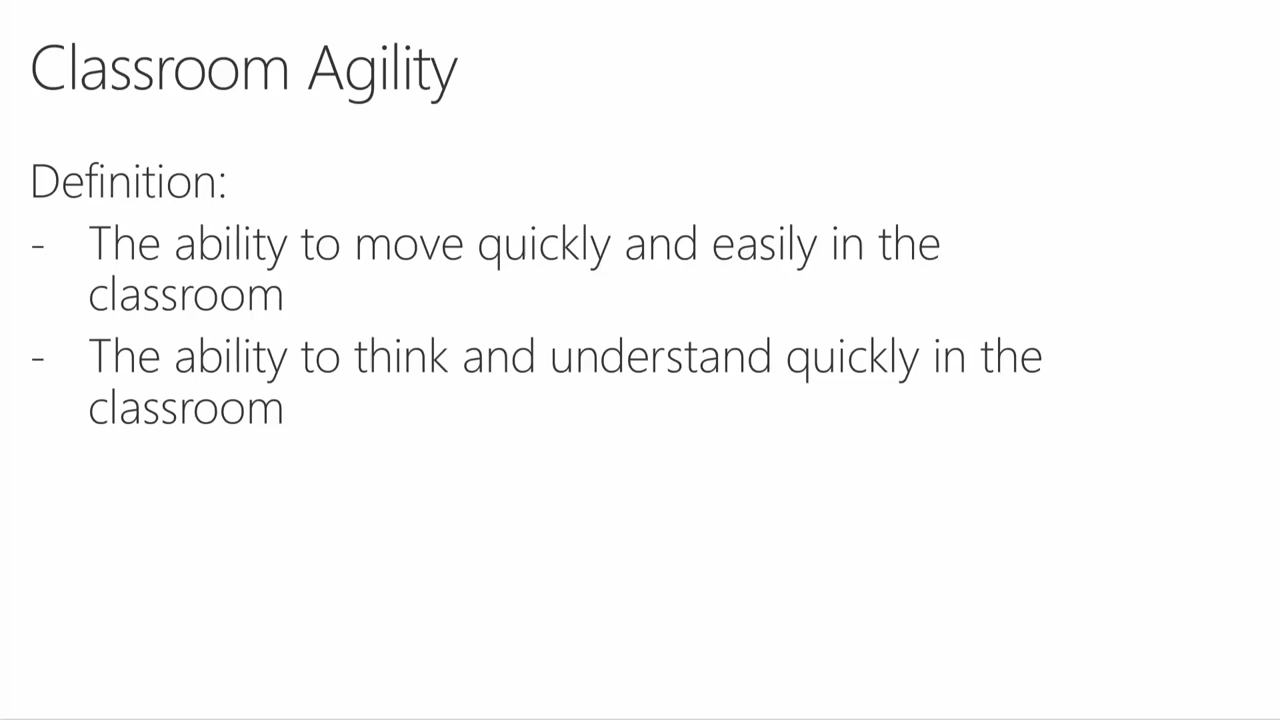 Classroom Agility
Definition:
- The ability to move quickly and easily in the
classroom
- The ability to think and understand quickly in the
classroom